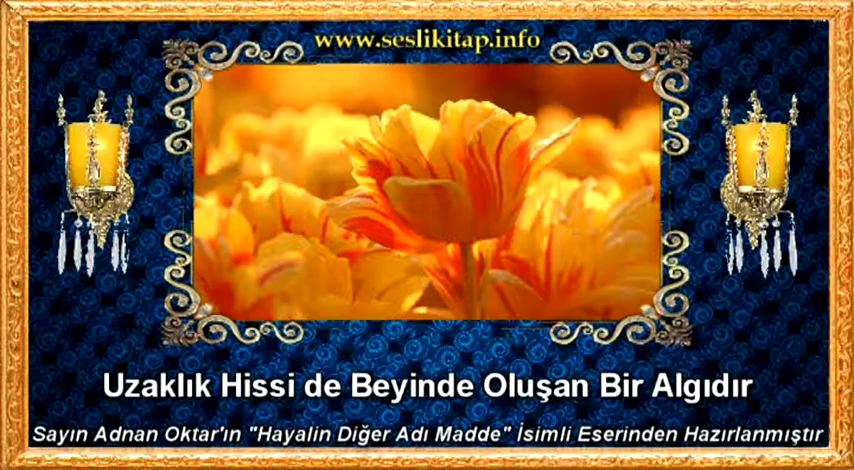 www.seslikitap.info
Uzaklık Hissi de Beyinde Oluşan Bir Algıdır
Sayın Adnan Oktar'ın "Hayalin Diğer Adı Madde" İsimli Eserinden Hazırlanmıştır